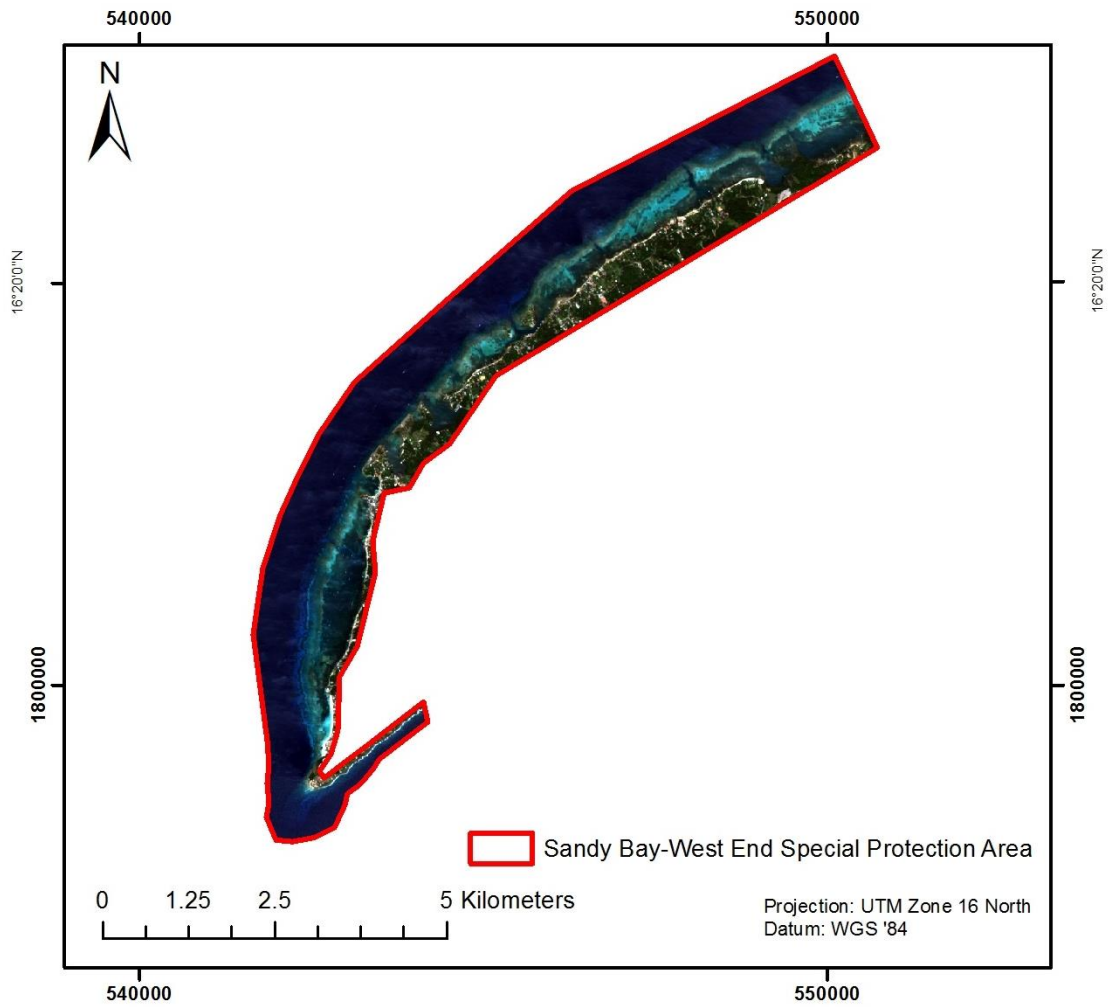 540000 550000
N
16°20'0"N 16°20'0"N
1800000 1800000
Sandy Bay-West End Special Protection Area
0 1.25 2.5 5 Kilometers
Projection: UTM Zone 16 North
Datum: WGS '84
540000 550000